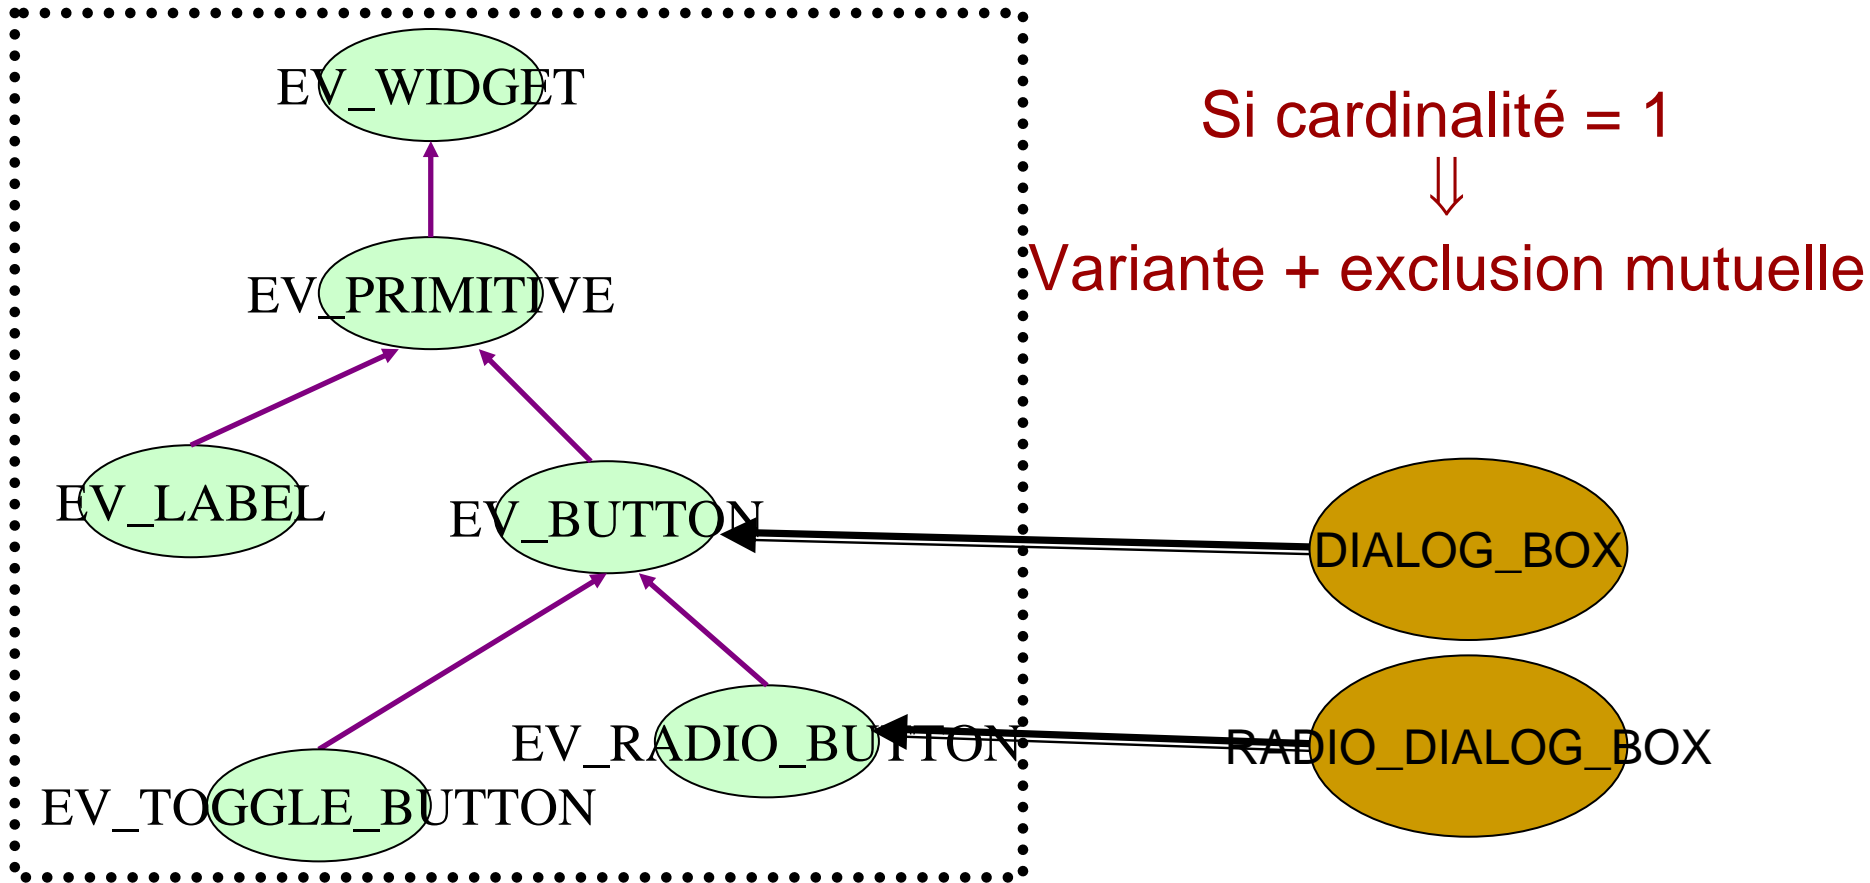 EV_WIDGET
Si cardinalité = 1
⇓
Variante + exclusion mutuelle
EV_PRIMITIVE
EV_LABEL
EV_BUTTON
DIALOG_BOX
EV_RADIO_BUTTON
RADIO_DIALOG_BOX
EV_TOGGLE_BUTTON